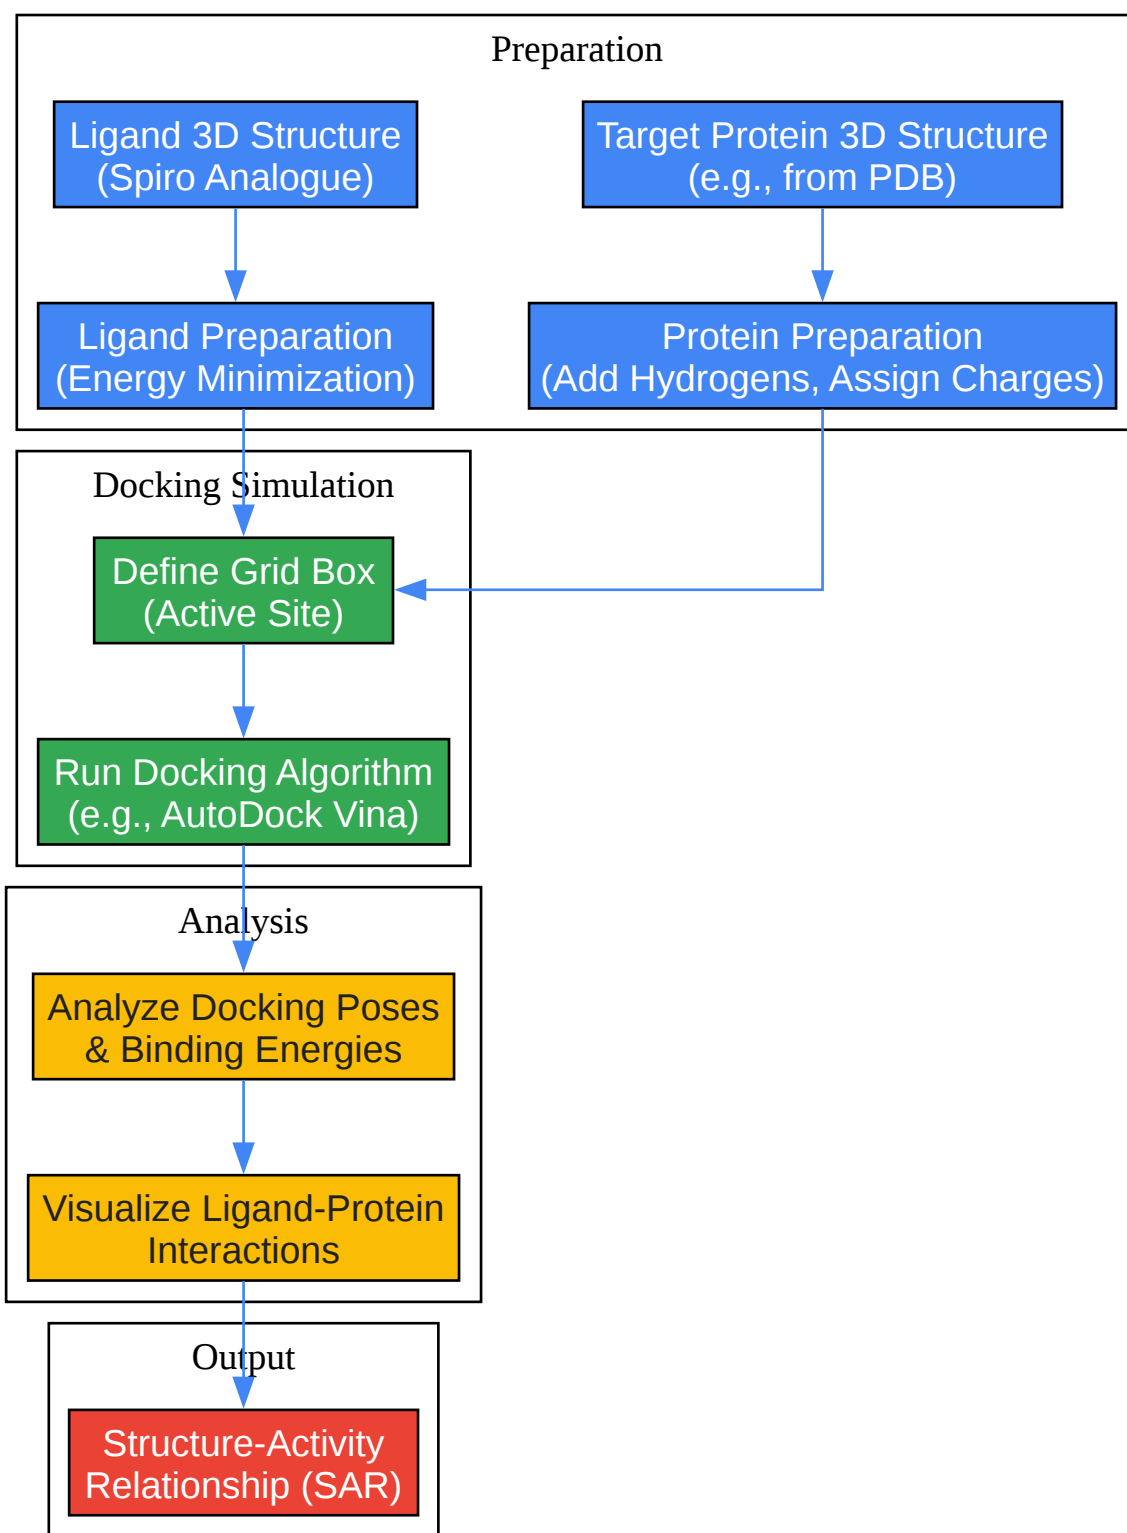 Preparation
Ligand 3D Structure
(Spiro Analogue)
Target Protein 3D Structure
(e.g., from PDB)
Ligand Preparation
(Energy Minimization)
Protein Preparation
(Add Hydrogens, Assign Charges)
Docking Simulation
Define Grid Box
(Active Site)
Run Docking Algorithm
(e.g., AutoDock Vina)
Analysis
Analyze Docking Poses
& Binding Energies
Visualize Ligand-Protein
Interactions
Output
Structure-Activity
Relationship (SAR)